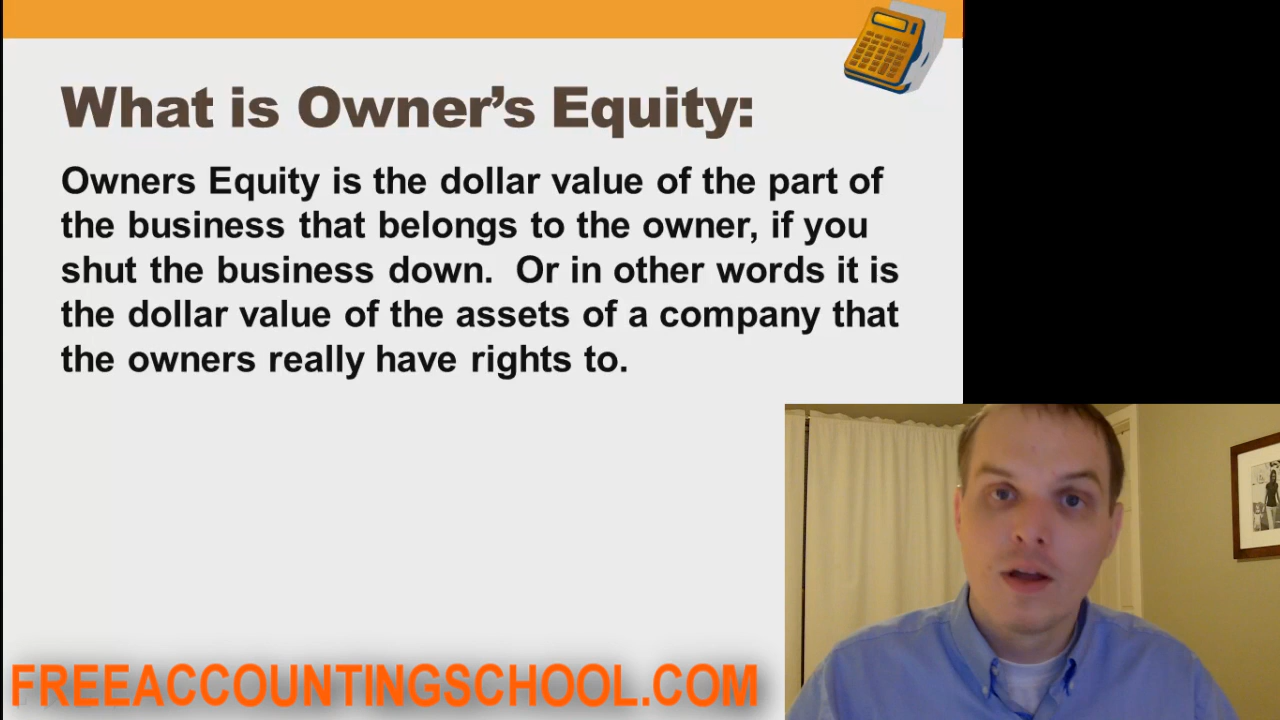 What is Owner’s Equity:
Owners Equity is the dollar value of the part of
the business that belongs to the owner, if you
shut the business down.  Or in other words it is
the dollar value of the assets of a company that
the owners really have rights to.
FREEACCOUNTINGSCHOOL.COM